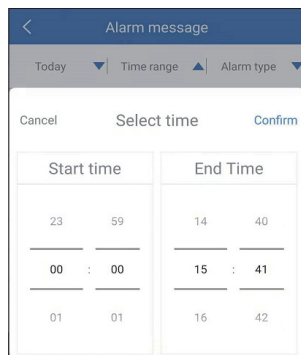 Alarm message
Today Time range Alarm type
Cancel Select time Confirm
Start time End Time
23 59 14 40
00 : 00 15 : 41
01 01 16 42